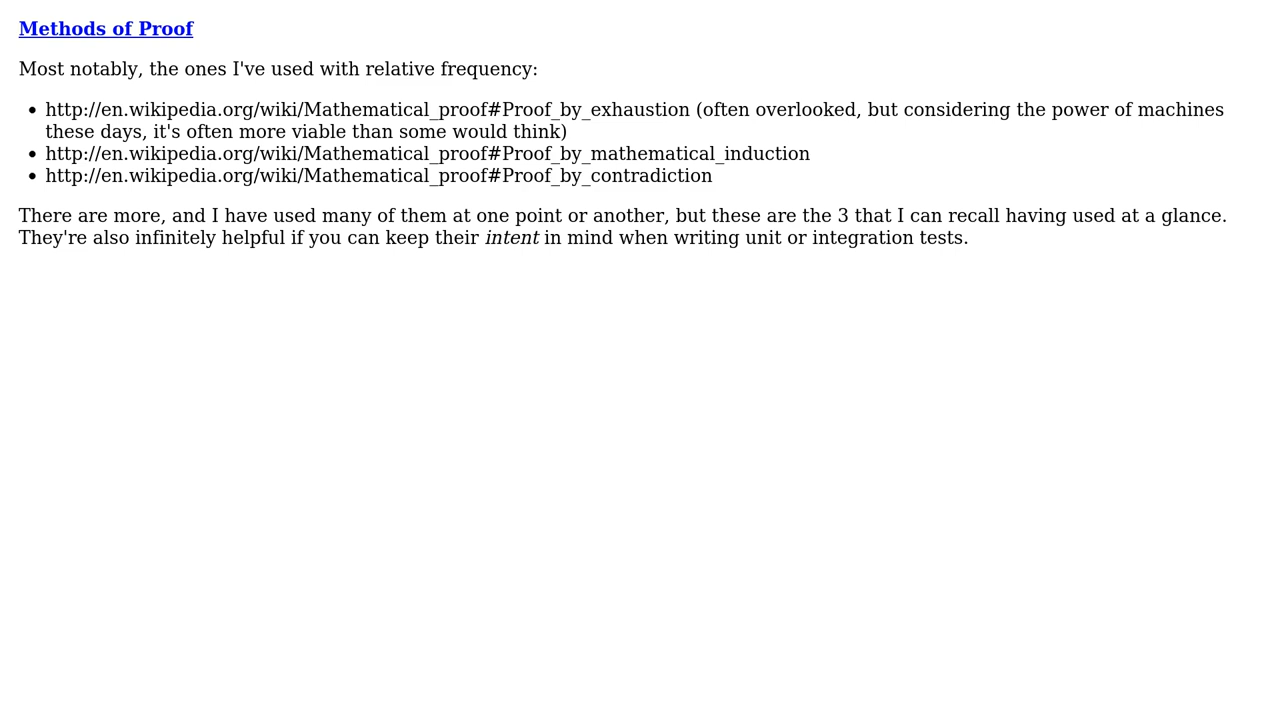 Methods of Proof
Most notably, the ones I've used with relative frequency:
• http://en.wikipedia.org/wiki/Mathematical_proof#Proof_by_exhaustion (often overlooked, but considering the power of machines
these days, it's often more viable than some would think)
• http://en.wikipedia.org/wiki/Mathematical_proof#Proof_by_mathematical_induction
• http://en.wikipedia.org/wiki/Mathematical_proof#Proof_by_contradiction
There are more, and I have used many of them at one point or another, but these are the 3 that I can recall having used at a glance.
They're also infinitely helpful if you can keep their intent in mind when writing unit or integration tests.